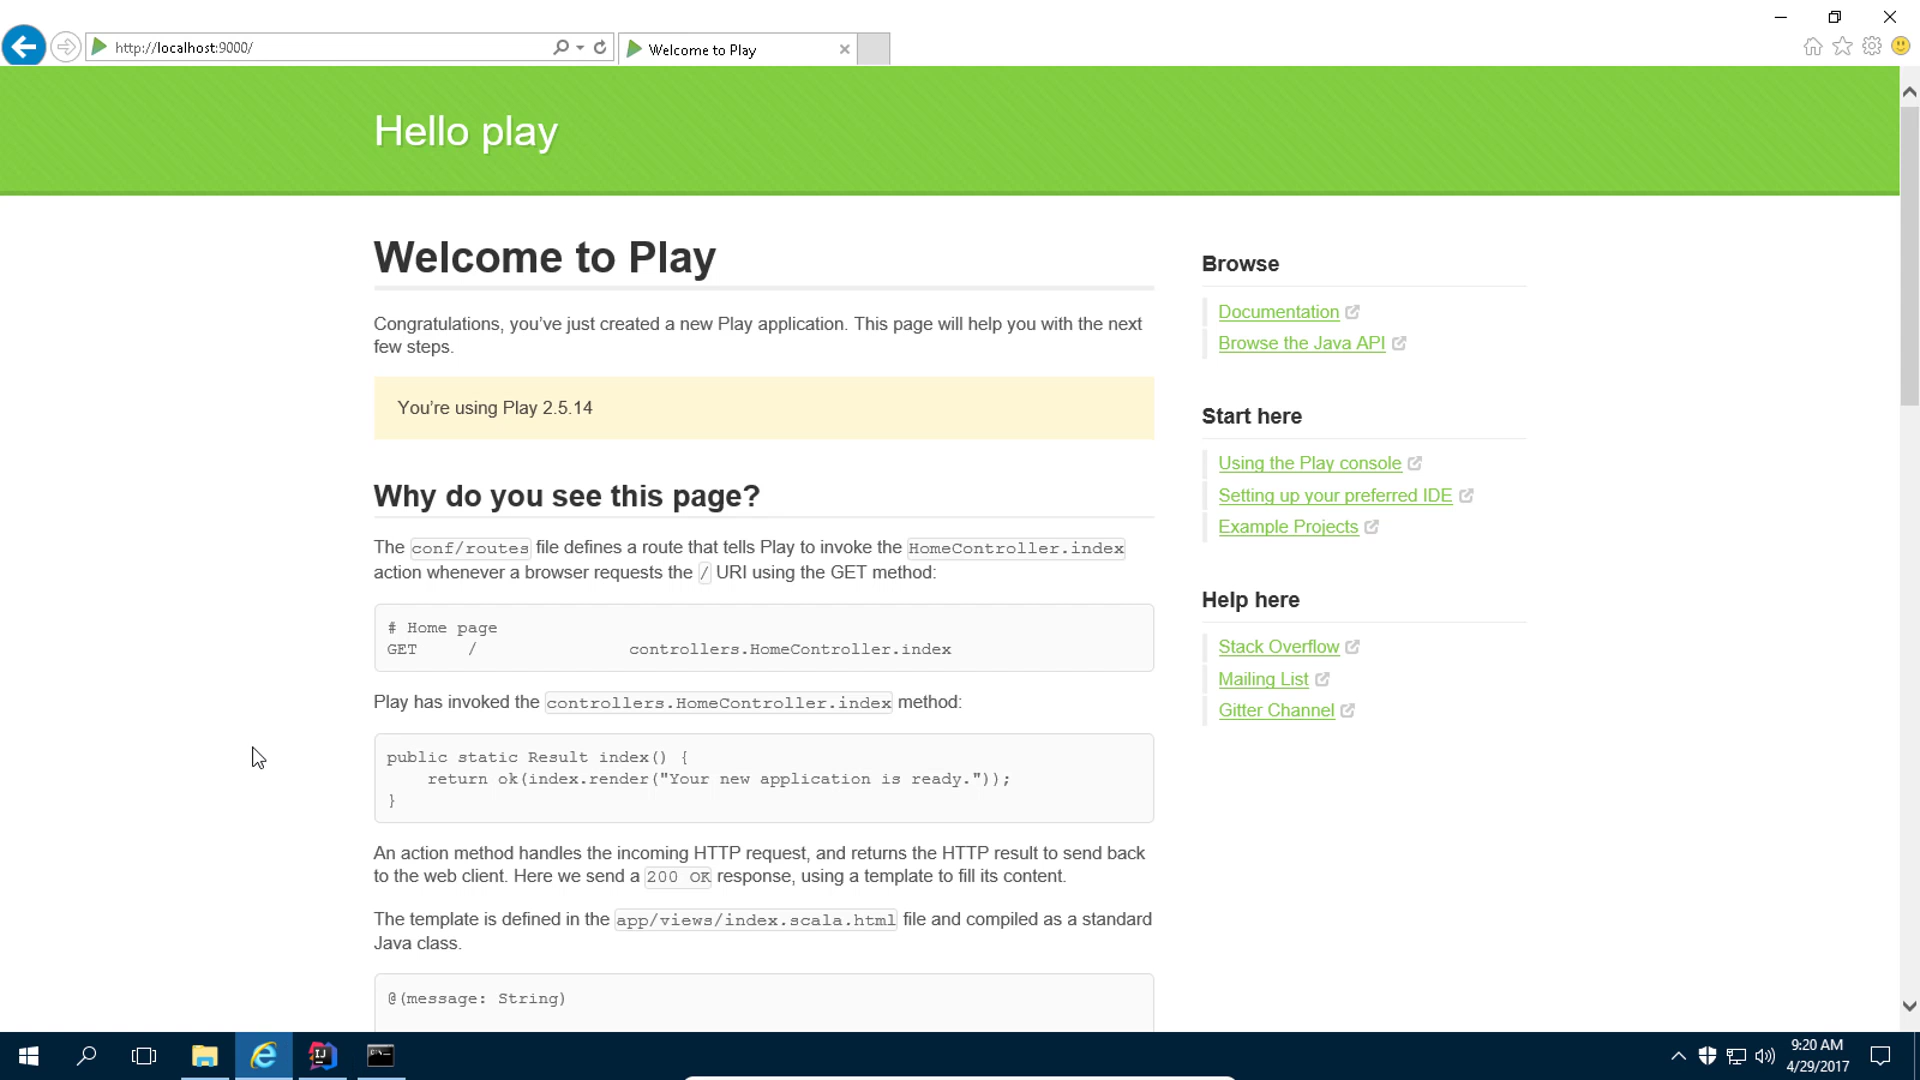 http://localhost:9000/
Welcome to Play
Hello play
Welcome to Play
Congratulations, you’ve just created a new Play application. This page will help you with the next
few steps.
You’re using Play 2.5.14
Why do you see this page?
The conf/routes file defines a route that tells Play to invoke the HomeController.index
action whenever a browser requests the / URI using the GET method:
# Home page
GET / controllers.HomeController.index
Play has invoked the controllers.HomeController.index method:
public static Result index() {
return ok(index.render("Your new application is ready."));
}
An action method handles the incoming HTTP request, and returns the HTTP result to send back
to the web client. Here we send a 200 OK response, using a template to fill its content.
The template is defined in the app/views/index.scala.html file and compiled as a standard
Java class.
@(message: String)
Browse
Documentation
Browse the Java API
Start here
Using the Play console
Setting up your preferred IDE
Example Projects
Help here
Stack Overflow
Mailing List
Gitter Channel
IJ
9:20 AM
4/29/2017